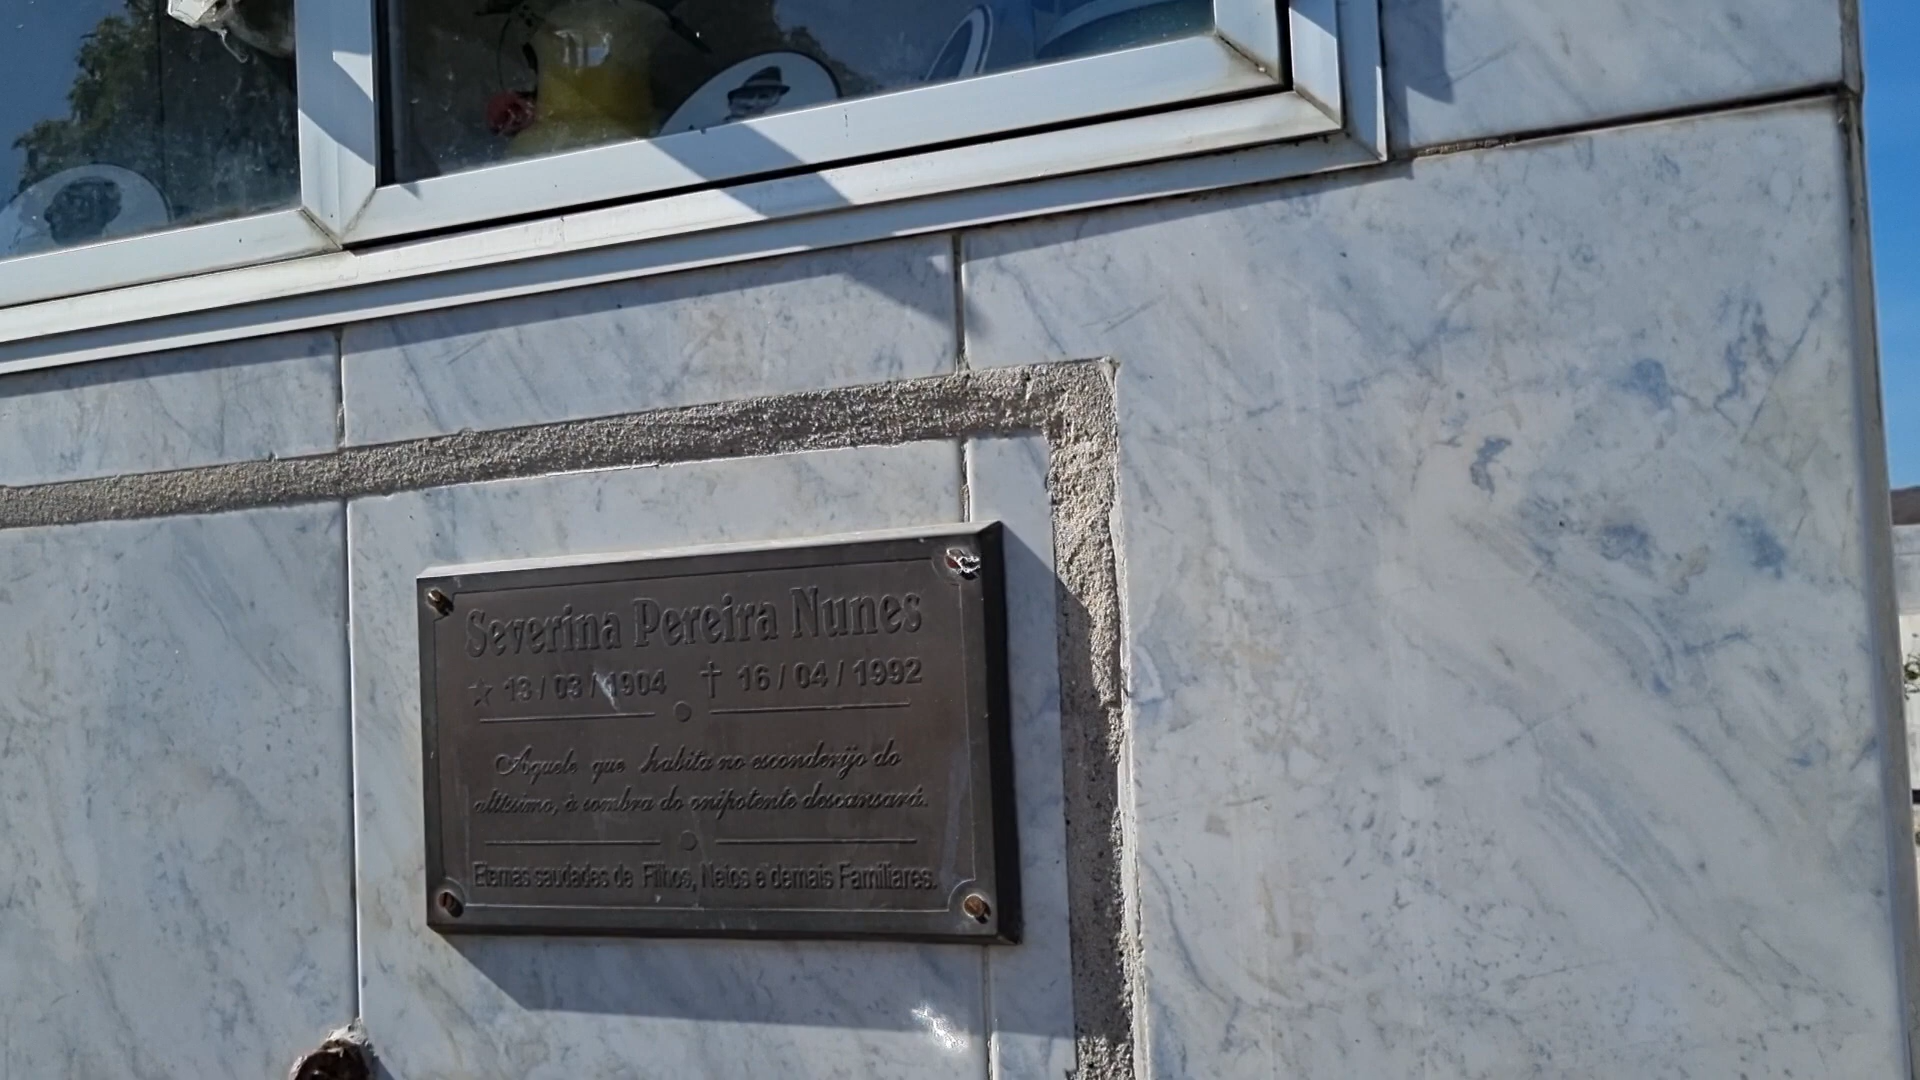 Severina Pereira Nunes
☆ 13 / 03 / 1904 † 16 / 04 / 1992
Aquele que habita no esconderijo do
altíssimo, à sombra do onipotente descansará.
Eternas saudades de Filhos, Netos e demais Familiares.